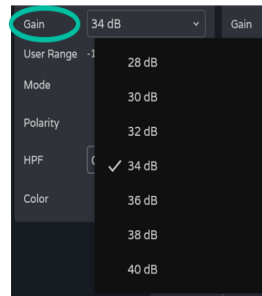 Gain 34 dB Gain
User Range -1
28 dB
Mode
30 dB
Polarity
32 dB
HPF
34 dB
Color
36 dB
38 dB
40 dB